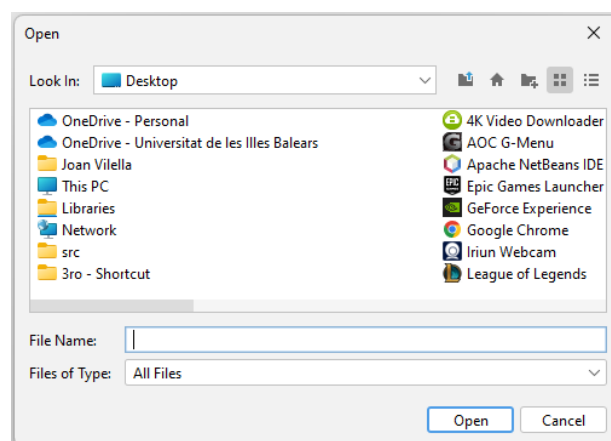 Open
Look In: Desktop
OneDrive - Personal
OneDrive - Universitat de les Illes Balears
Joan Vilella
This PC
Libraries
Network
src
3ro - Shortcut
4K Video Downloader
AOC G-Menu
Apache NetBeans IDE
Epic Games Launcher
GeForce Experience
Google Chrome
Iriun Webcam
League of Legends
File Name:
Files of Type: All Files
Open Cancel